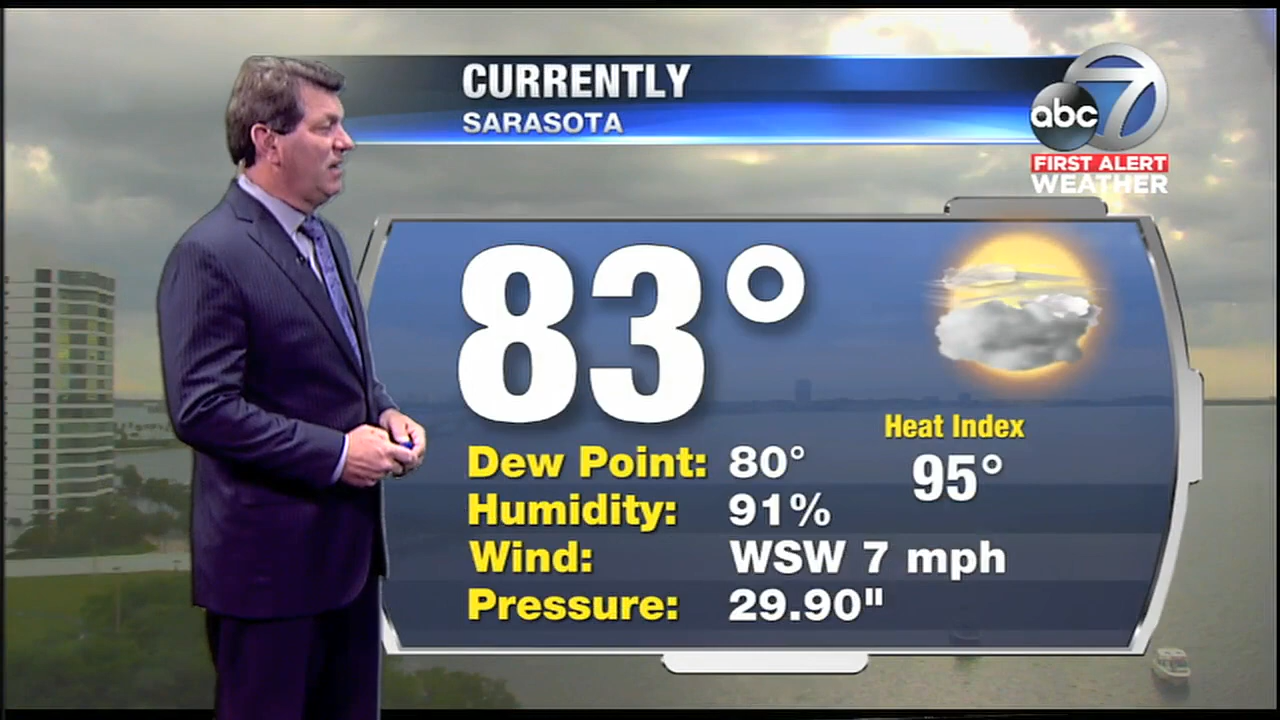 CURRENTLY
SARASOTA
abc 7
FIRST ALERT
WEATHER
83°
Heat Index
95°
Dew Point: 80°
Humidity: 91%
Wind: WSW 7 mph
Pressure: 29.90"